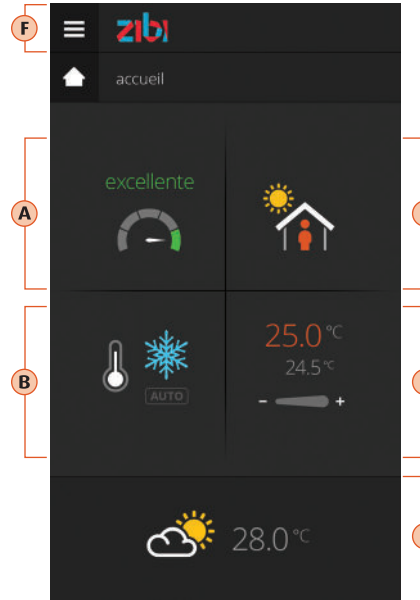 F
zibi
accueil
excellente
A
25.0 °C
24.5 °C
B
AUTO
- +
28.0 °C